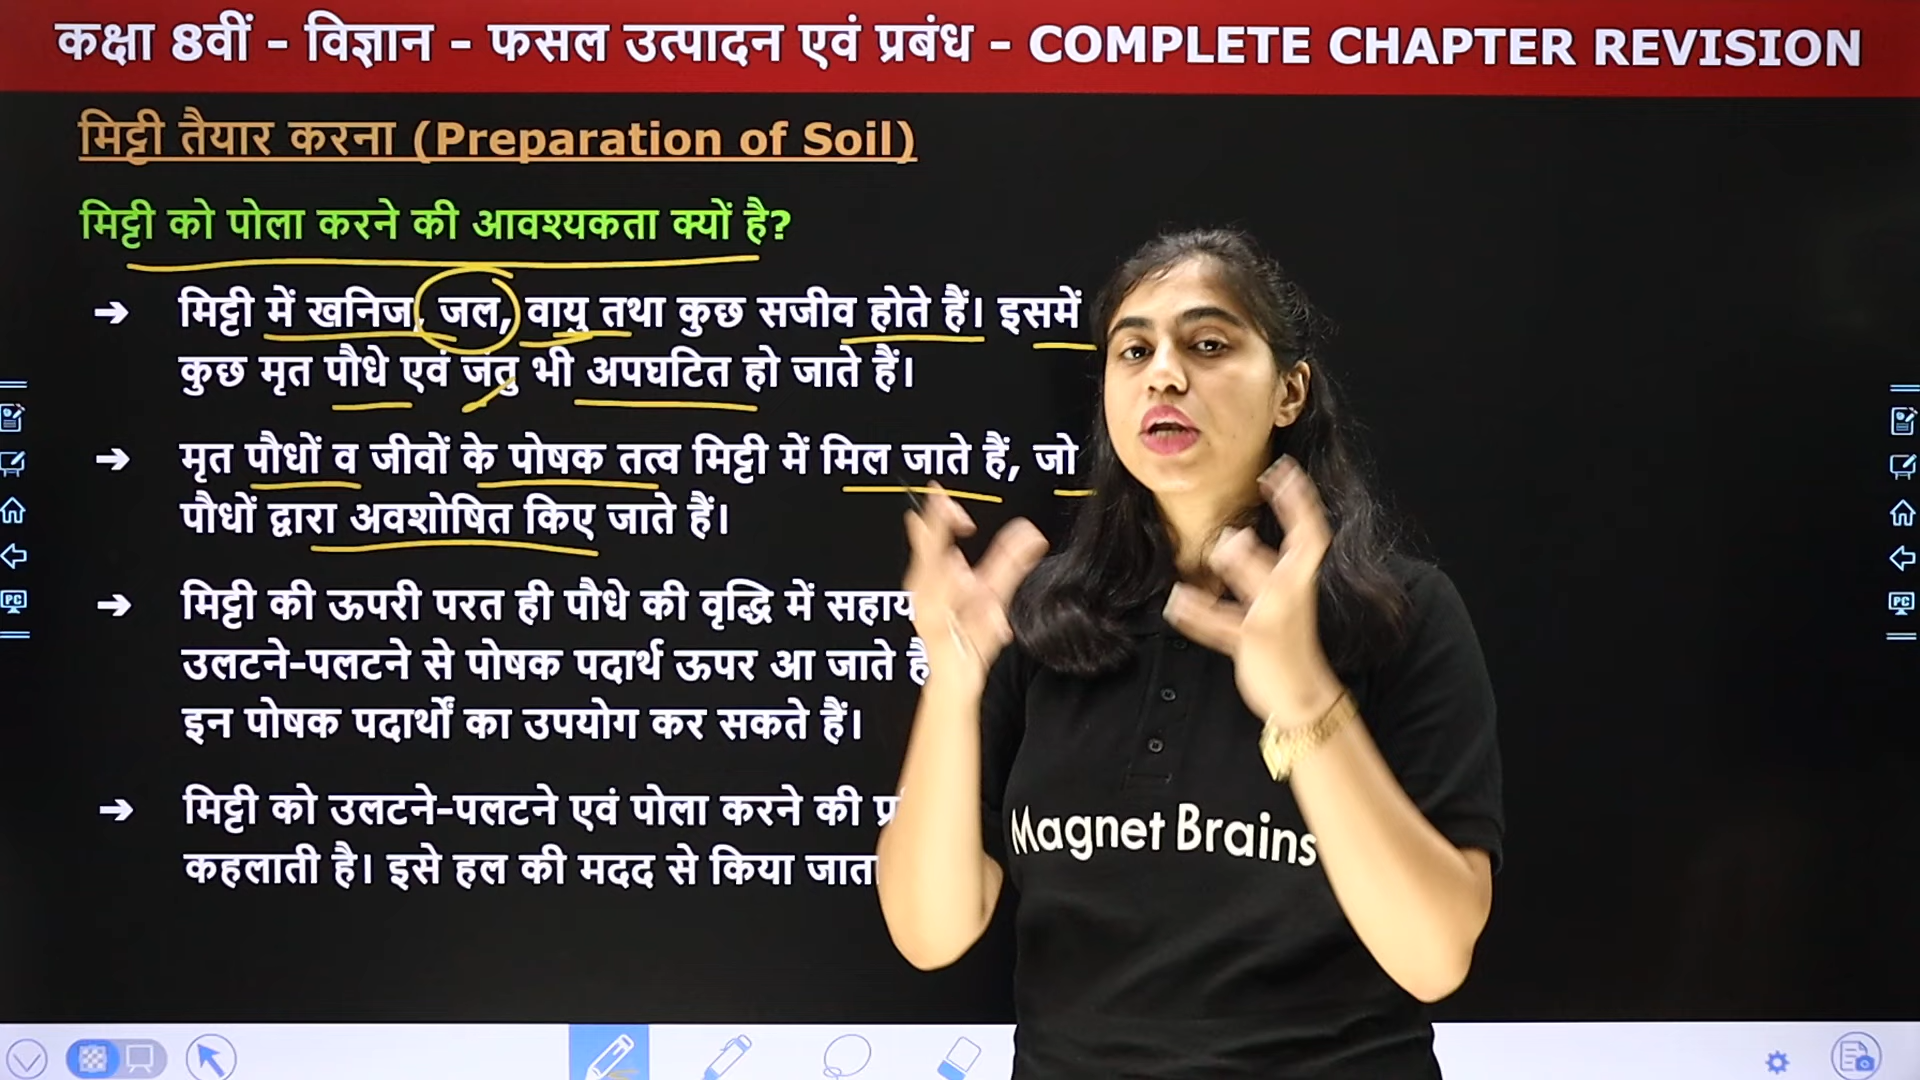 कक्षा 8वीं - विज्ञान - फसल उत्पादन एवं प्रबंध - COMPLETE CHAPTER REVISION
मिट्टी तैयार करना (Preparation of Soil)
मिट्टी को पोला करने की आवश्यकता क्यों है?
➔ मिट्टी में खनिज, जल, वायु तथा कुछ सजीव होते हैं। इसमें
कुछ मृत पौधे एवं जंतु भी अपघटित हो जाते हैं।
➔ मृत पौधों व जीवों के पोषक तत्व मिट्टी में मिल जाते हैं, जो
पौधों द्वारा अवशोषित किए जाते हैं।
➔ मिट्टी की ऊपरी परत ही पौधे की वृद्धि में
उलटने-पलटने से पोषक पदार्थ ऊपर आ जाते
इन पोषक पदार्थों का उपयोग कर सकते हैं।
➔ मिट्टी को उलटने-पलटने एवं पोला करने की
कहलाती है। इसे हल की मदद से किया
Magnet Brains
PC
PC